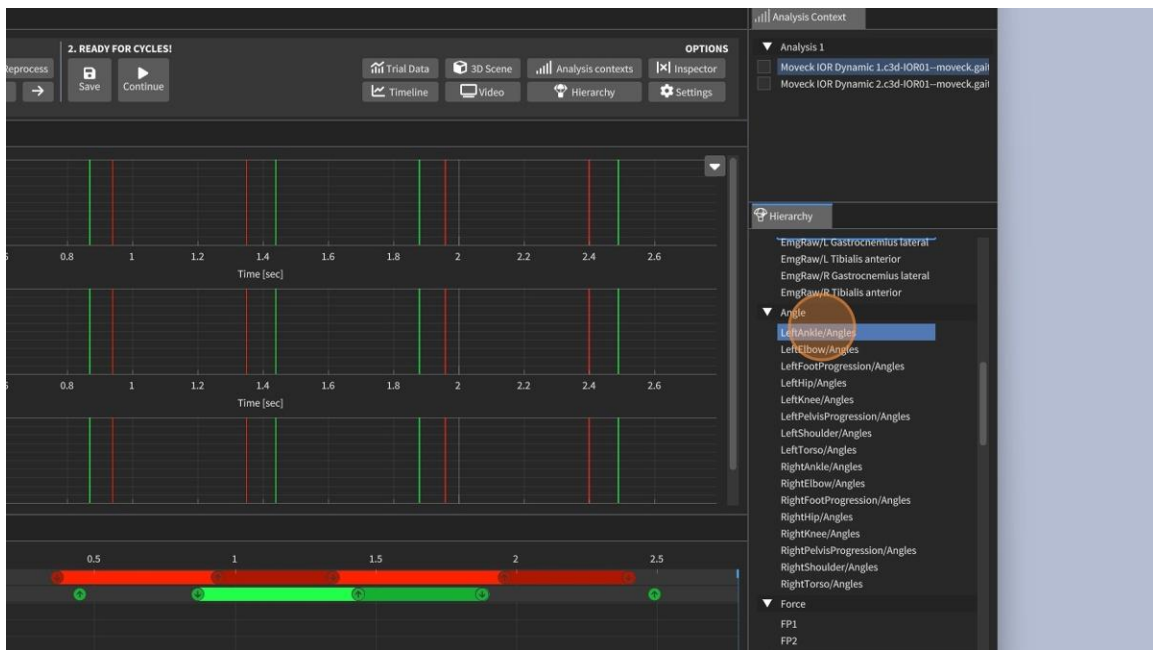 Analysis Context
2. READY FOR CYCLES!
OPTIONS
Reprocess
Save
Continue
Trial Data
3D Scene
Analysis contexts
Inspector
Timeline
Video
Hierarchy
Settings
Analysis 1
Moveck IOR Dynamic 1.c3d-IOR01--moveck.gait
Moveck IOR Dynamic 2.c3d-IOR01--moveck.gait
0.8 1 1.2 1.4 1.6 1.8 2 2.2 2.4 2.6
Time [sec]
0.8 1 1.2 1.4 1.6 1.8 2 2.2 2.4 2.6
Time [sec]
0.5 1 1.5 2 2.5
Hierarchy
EmgRaw/L Gastrocnemius lateral
EmgRaw/L Tibialis anterior
EmgRaw/R Gastrocnemius lateral
EmgRaw/R Tibialis anterior
Angle
LeftAnkle/Angles
LeftElbow/Angles
LeftFootProgression/Angles
LeftHip/Angles
LeftKnee/Angles
LeftPelvisProgression/Angles
LeftShoulder/Angles
LeftTorso/Angles
RightAnkle/Angles
RightElbow/Angles
RightFootProgression/Angles
RightHip/Angles
RightKnee/Angles
RightPelvisProgression/Angles
RightShoulder/Angles
RightTorso/Angles
Force
FP1
FP2